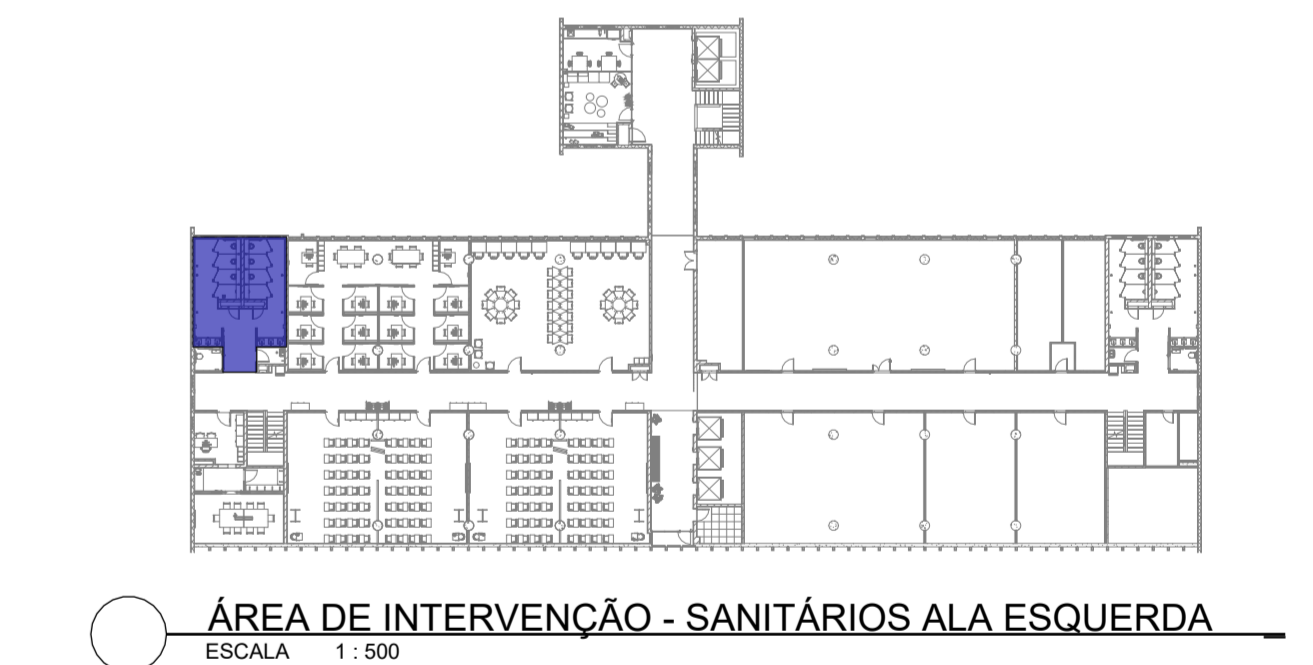 ÁREA DE INTERVENÇÃO - SANITÁRIOS ALA ESQUERDA
ESCALA 1 : 500